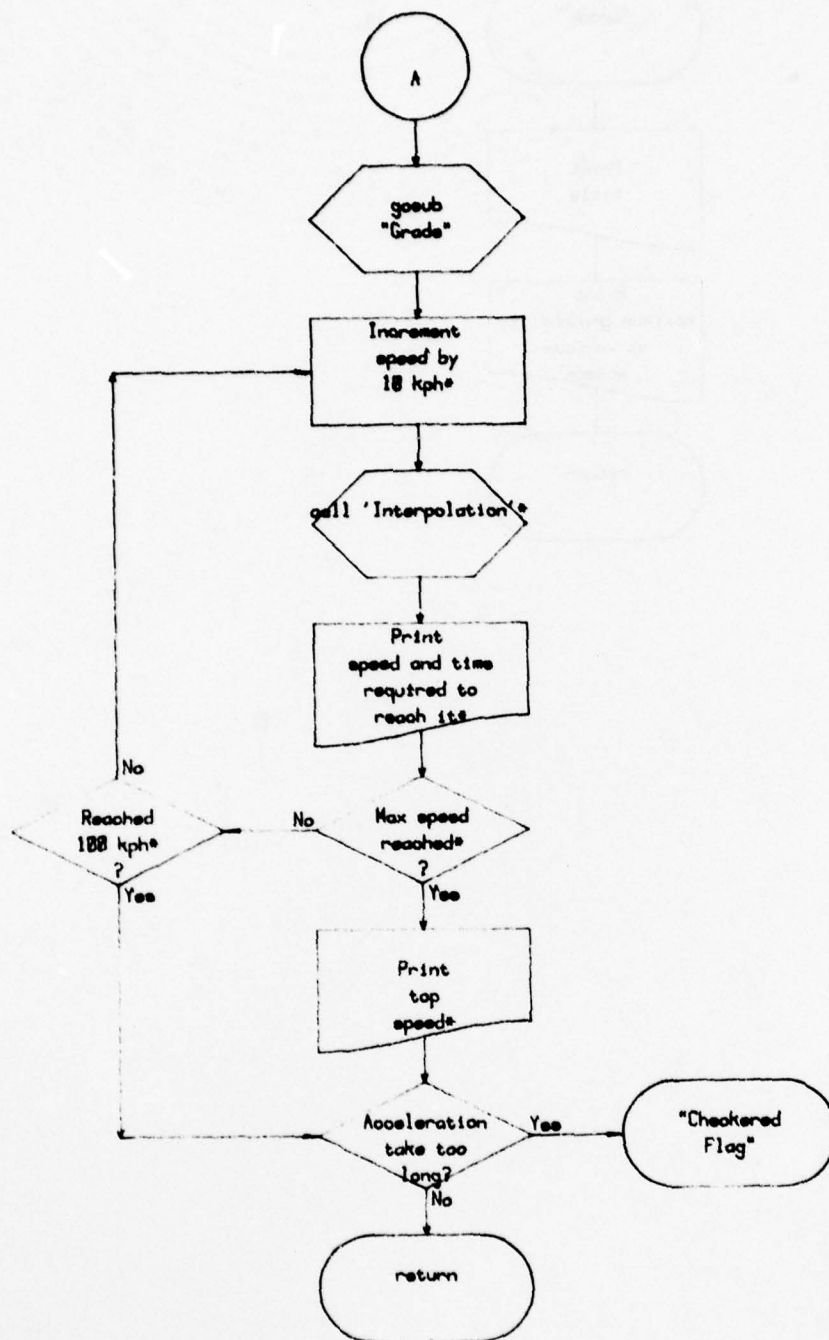 A
gosub
"Grade"
Increment
speed by
10 kph*
call 'Interpolation'*
Print
speed and time
required to
reach it*
No
Reached
100 kph*
?
Yes
No
Max speed
reached*
?
Yes
Print
top
speed*
Acceleration
take too
long?
Yes
"Checkered
Flag"
No
return